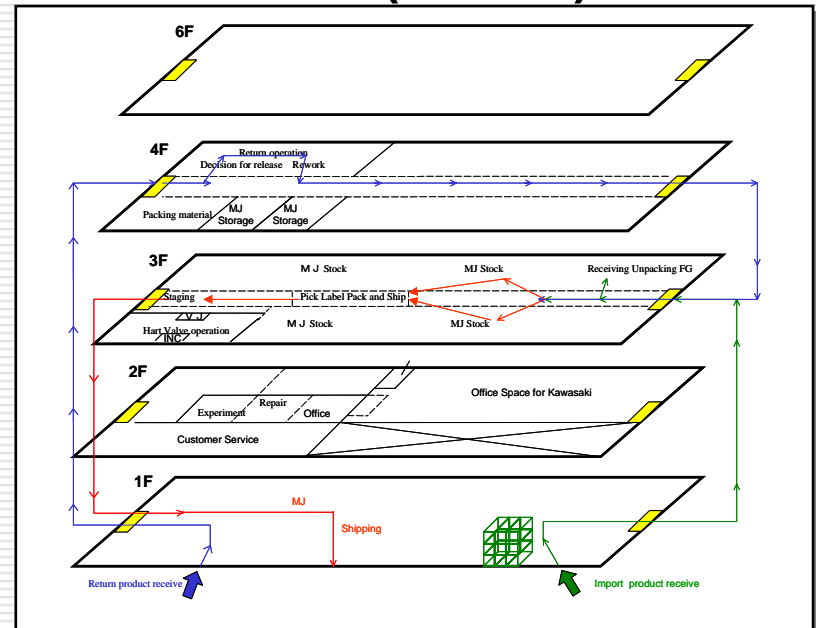 6F
4F
Return operation
Decision for release Rework
Packing material
MJ
Storage
MJ
Storage
3F
M J Stock
MJ Stock
Receiving Unpacking FG
Staging
Pick Label Pack and Ship
V J
Hart Valve operation
INC
M J Stock
MJ Stock
2F
Office Space for Kawasaki
Repair
Experiment
Office
Customer Service
1F
MJ
Shipping
Return product receive
Import product receive